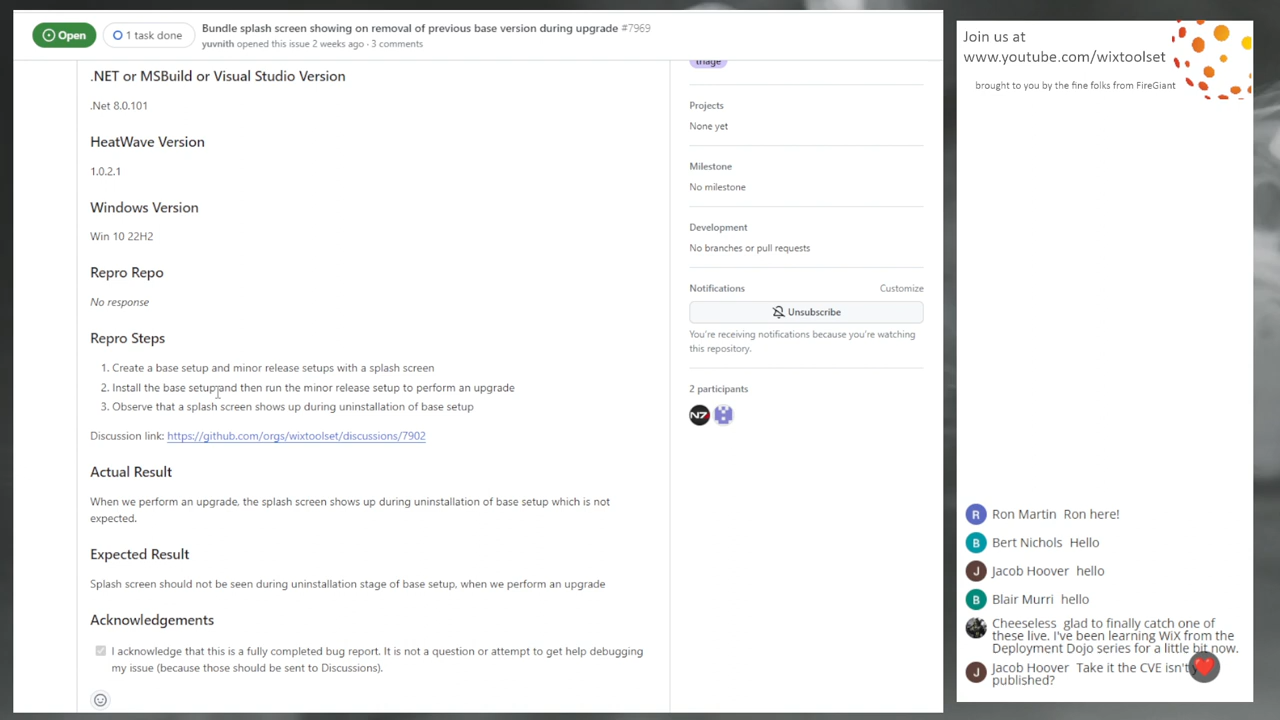 Open
1 task done
Bundle splash screen showing on removal of previous base version during upgrade #7969
yuvnith opened this issue 2 weeks ago · 3 comments
.NET or MSBuild or Visual Studio Version
.Net 8.0.101
HeatWave Version
1.0.2.1
Windows Version
Win 10 22H2
Repro Repo
No response
Repro Steps
1. Create a base setup and minor release setups with a splash screen
2. Install the base setup and then run the minor release setup to perform an upgrade
3. Observe that a splash screen shows up during uninstallation of base setup
Discussion link: https://github.com/orgs/wixtoolset/discussions/7902
Actual Result
When we perform an upgrade, the splash screen shows up during uninstallation of base setup which is not
expected.
Expected Result
Splash screen should not be seen during uninstallation stage of base setup, when we perform an upgrade
Acknowledgements
I acknowledge that this is a fully completed bug report. It is not a question or attempt to get help debugging
my issue (because those should be sent to Discussions).
triage
Projects
None yet
Milestone
No milestone
Development
No branches or pull requests
Notifications
Customize
Unsubscribe
You're receiving notifications because you're watching
this repository.
2 participants
N7
Join us at
www.youtube.com/wixtoolset
brought to you by the fine folks from FireGiant
R Ron Martin Ron here!
B Bert Nichols Hello
J Jacob Hoover hello
B Blair Murri hello
Cheeseless glad to finally catch one of
these live. I've been learning WiX from the
Deployment Dojo series for a little bit now.
J Jacob Hoover Take it the CVE isn't
published?